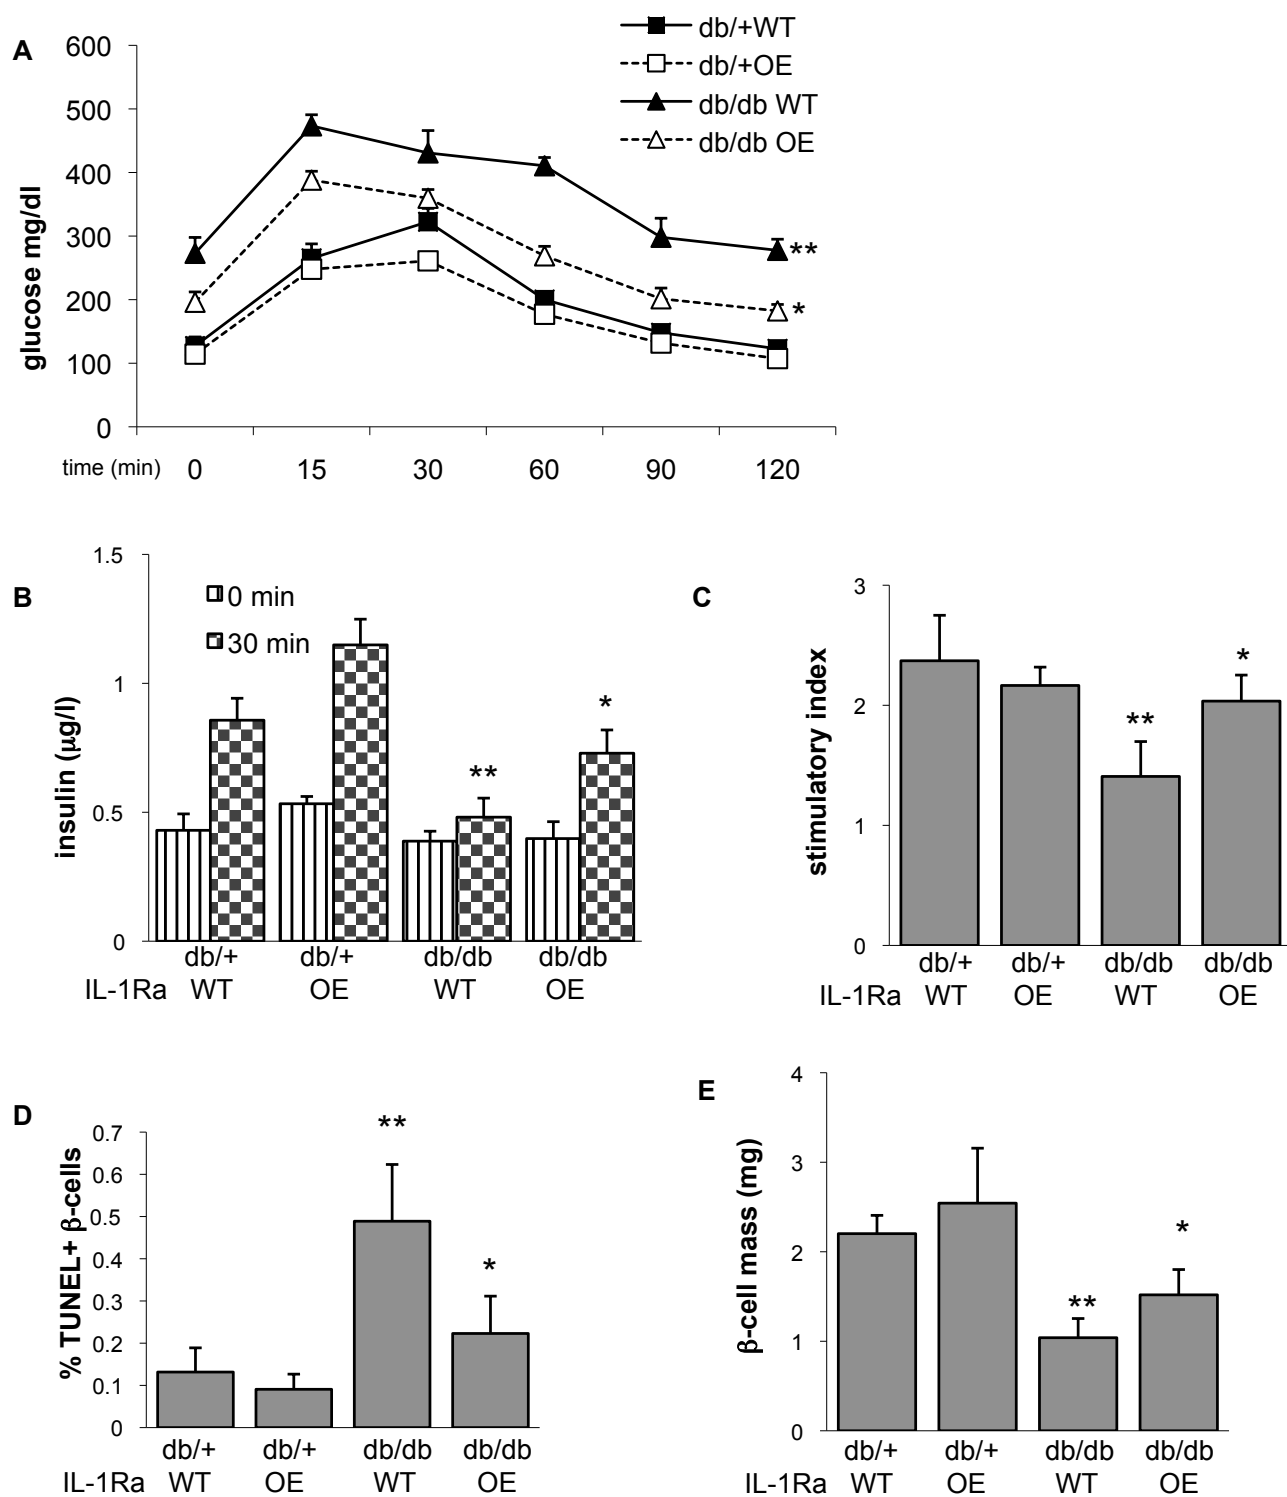 A
600
500
400
300
200
100
0
glucose mg/dl
time (min) 0 15 30 60 90 120
db/+WT
db/+OE
db/db WT
db/db OE
**
*
B
1.5
1
0.5
0
insulin (µg/l)
0 min
30 min
**
*
db/+ db/+ db/db db/db
IL-1Ra WT OE WT OE
C
3
2
1
0
stimulatory index
**
*
db/+ db/+ db/db db/db
IL-1Ra WT OE WT OE
D
0.7
0.6
0.5
0.4
0.3
0.2
0.1
0
% TUNEL+ β-cells
**
*
db/+ db/+ db/db db/db
IL-1Ra WT OE WT OE
E
4
3
2
1
0
β-cell mass (mg)
**
*
db/+ db/+ db/db db/db
IL-1Ra WT OE WT OE